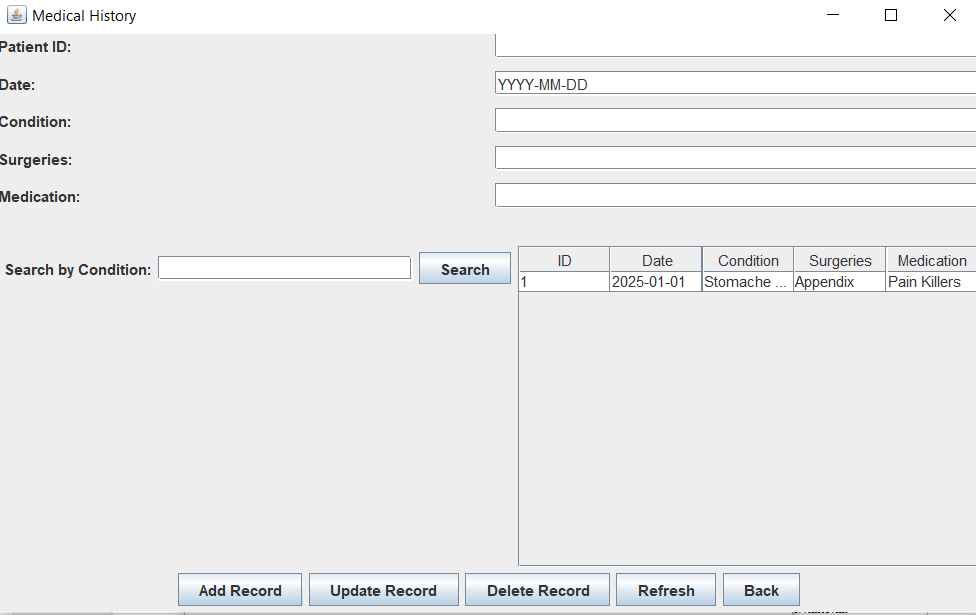 Medical History
Patient ID:
Date: YYYY-MM-DD
Condition:
Surgeries:
Medication:
Search by Condition: Search
ID Date Condition Surgeries Medication
1 2025-01-01 Stomache ... Appendix Pain Killers
Add Record Update Record Delete Record Refresh Back